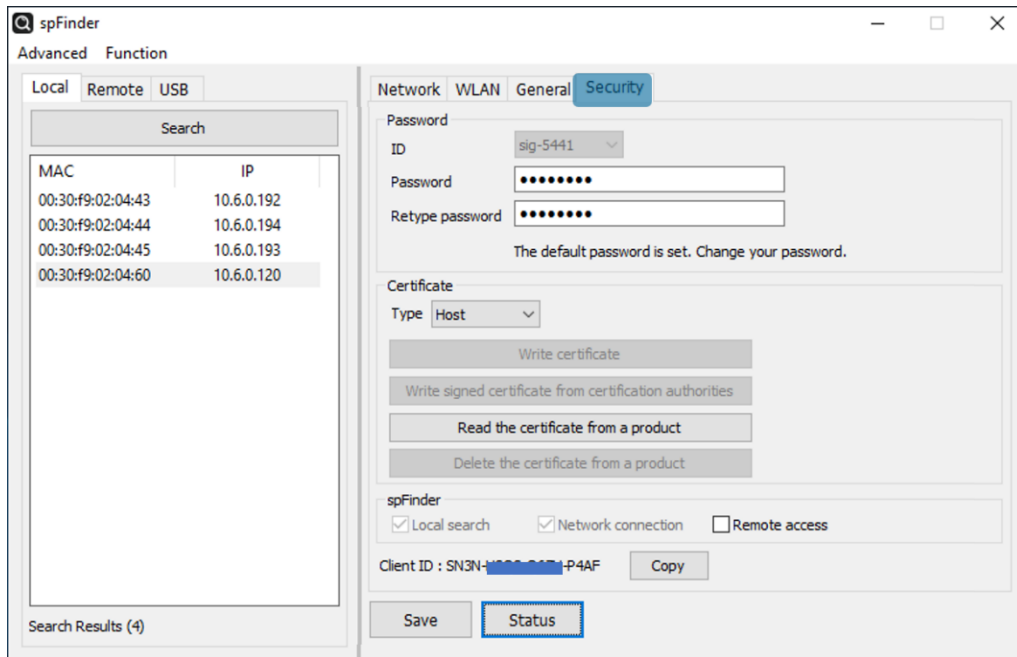 spFinder
Advanced Function
Local Remote USB
Search
MAC IP
00:30:f9:02:04:43 10.6.0.192
00:30:f9:02:04:44 10.6.0.194
00:30:f9:02:04:45 10.6.0.193
00:30:f9:02:04:60 10.6.0.120
Search Results (4)
Network WLAN General Security
Password
ID sig-5441
Password ●●●●●●●●
Retype password ●●●●●●●●
The default password is set. Change your password.
Certificate
Type Host
Write certificate
Write signed certificate from certification authorities
Read the certificate from a product
Delete the certificate from a product
spFinder
Local search Network connection Remote access
Client ID : SN3N- -P4AF Copy
Save Status